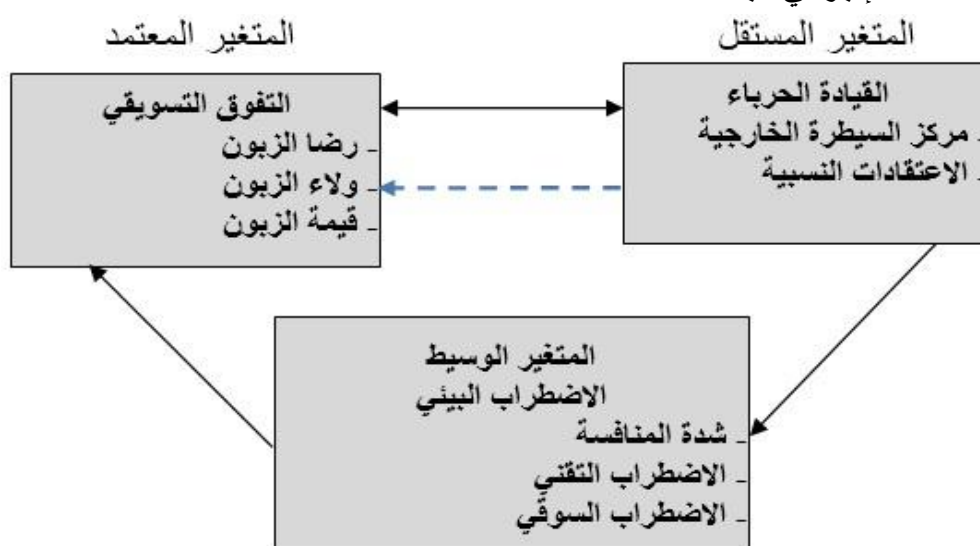 المتغير المستقل
المتغير المعتمد
القيادة الحرباء
- مركز السيطرة الخارجية
- الاعتقادات النسبية
التفوق التسويقي
- رضا الزبون
- ولاء الزبون
- قيمة الزبون
المتغير الوسيط
الاضطراب البيئي
- شدة المنافسة
- الاضطراب التقني
- الاضطراب السوقي